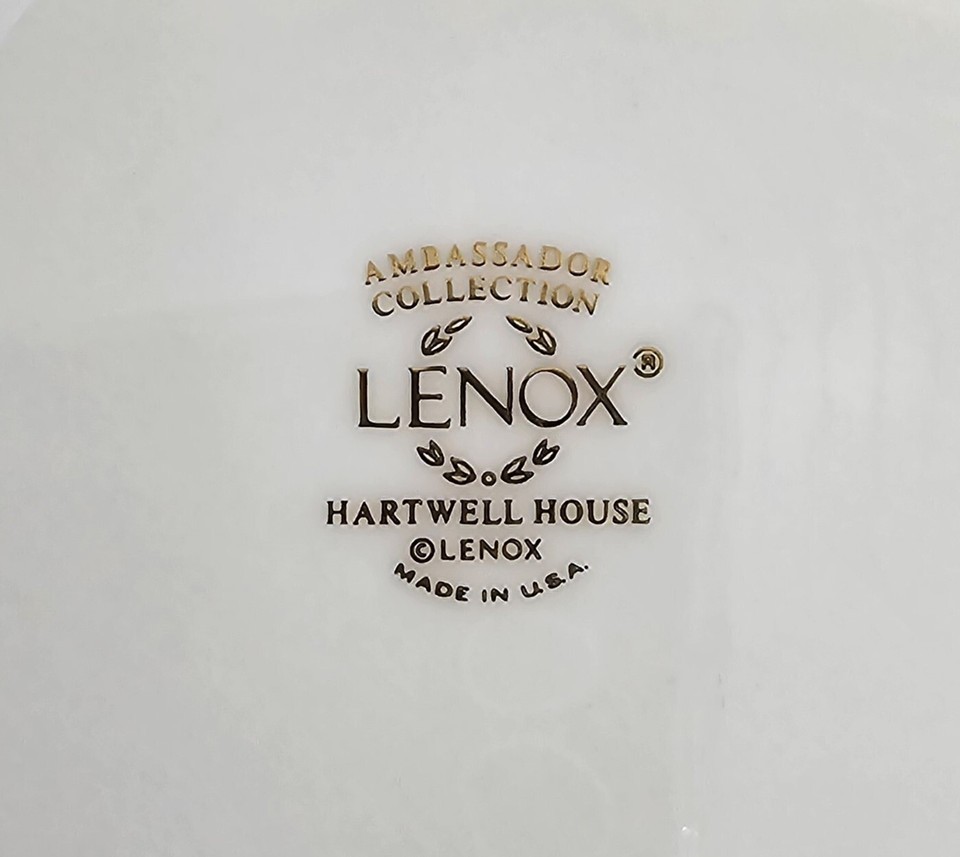 AMBASSADOR
COLLECTION
LENOX®
HARTWELL HOUSE
©LENOX
MADE IN U.S.A.